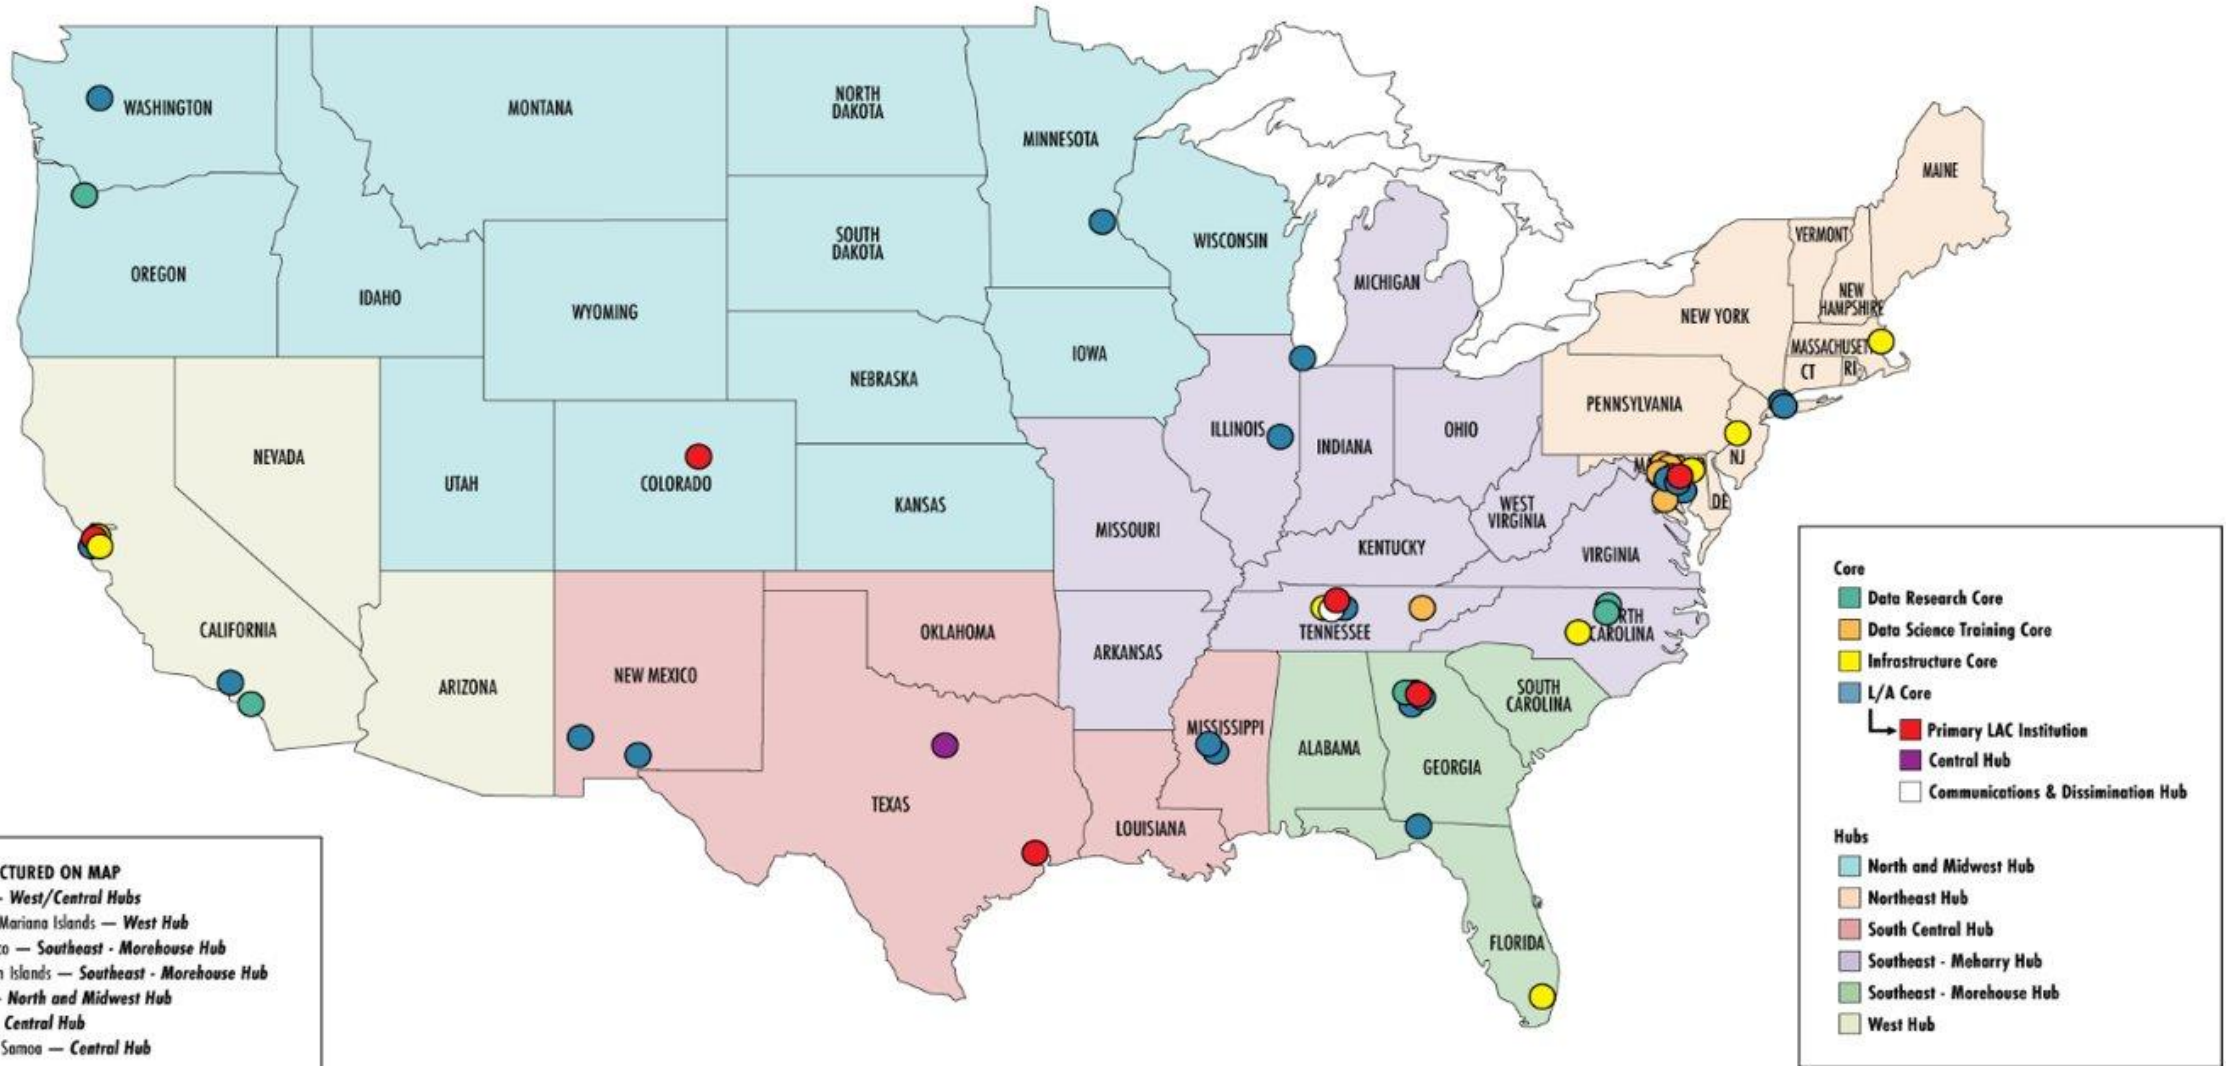 WASHINGTON
MONTANA
NORTH
DAKOTA
MINNESOTA
MAINE
OREGON
IDAHO
WYOMING
SOUTH
DAKOTA
WISCONSIN
MICHIGAN
VERMONT
NEW
HAMPSHIRE
NEW YORK
IOWA
NEBRASKA
MASSACHUSET
CT
RI
PENNSYLVANIA
NEVADA
UTAH
COLORADO
KANSAS
ILLINOIS
INDIANA
OHIO
NJ
MA
DE
MISSOURI
WEST
VIRGINIA
KENTUCKY
VIRGINIA
CALIFORNIA
ARIZONA
NEW MEXICO
OKLAHOMA
ARKANSAS
TENNESSEE
RTH
CAROLINA
SOUTH
CAROLINA
TEXAS
LOUISIANA
MISSISSIPPI
ALABAMA
GEORGIA
FLORIDA
CTURED ON MAP
- West/Central Hubs
Mariana Islands — West Hub
co — Southeast - Morehouse Hub
n Islands — Southeast - Morehouse Hub
- North and Midwest Hub
Central Hub
Samoa — Central Hub
Core
Data Research Core
Data Science Training Core
Infrastructure Core
L/A Core
Primary LAC Institution
Central Hub
Communications & Dissimination Hub
Hubs
North and Midwest Hub
Northeast Hub
South Central Hub
Southeast - Meharry Hub
Southeast - Morehouse Hub
West Hub